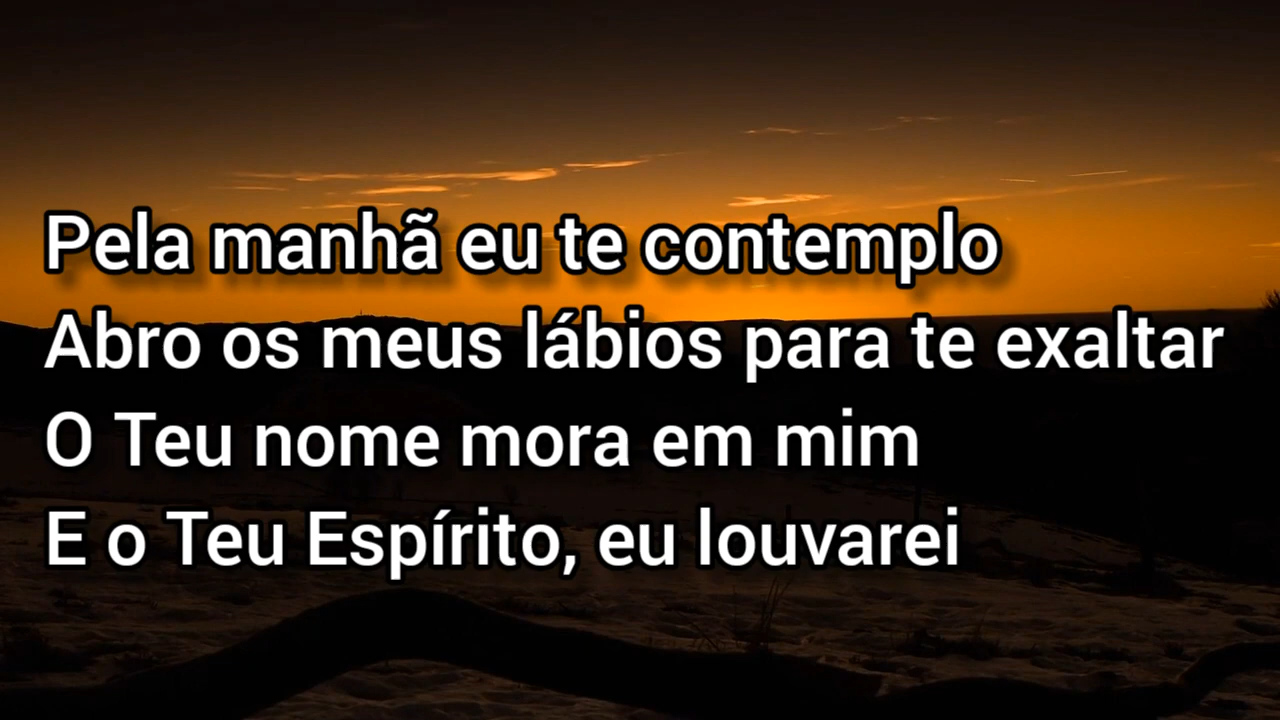 Pela manhã eu te contemplo
Abro os meus lábios para te exaltar
O Teu nome mora em mim
E o Teu Espírito, eu louvarei